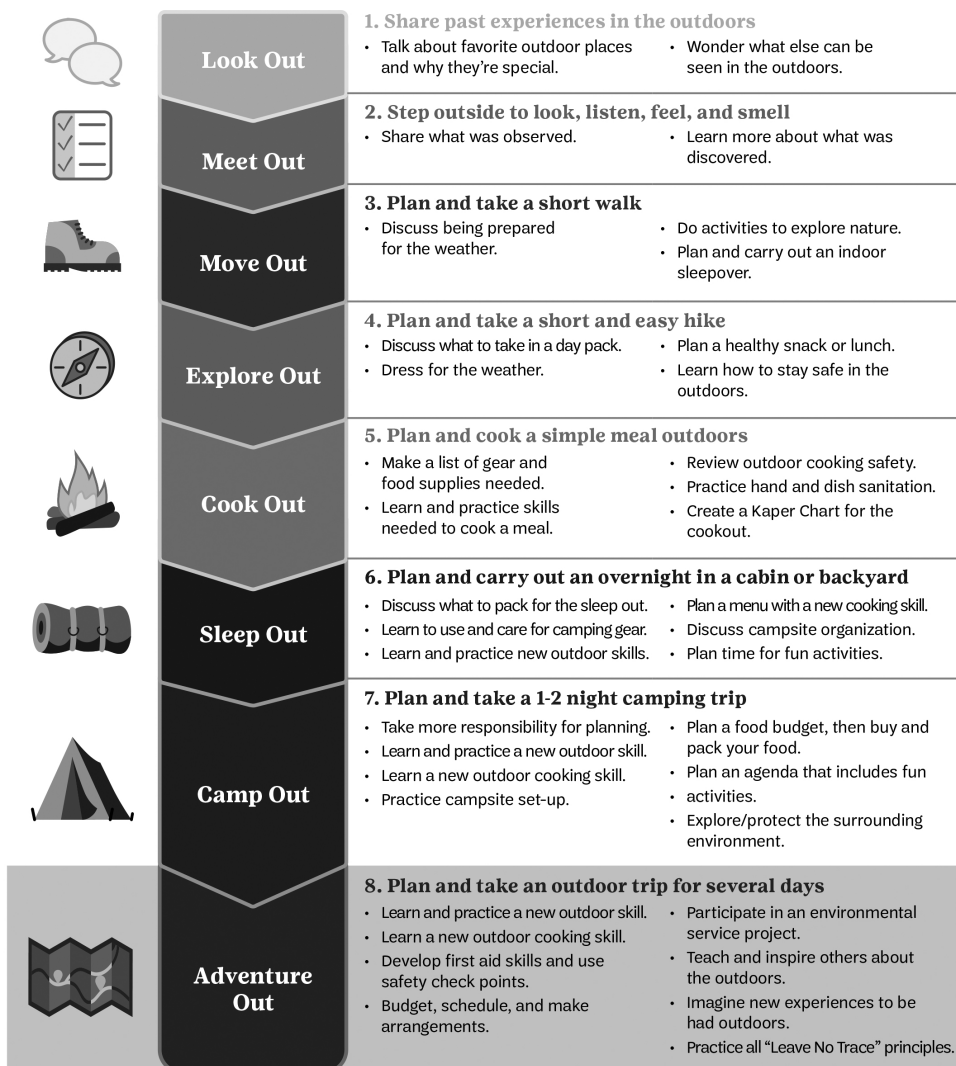 Look Out
1. Share past experiences in the outdoors
• Talk about favorite outdoor places
and why they’re special.
• Wonder what else can be
seen in the outdoors.
Meet Out
2. Step outside to look, listen, feel, and smell
• Share what was observed.
• Learn more about what was
discovered.
Move Out
3. Plan and take a short walk
• Discuss being prepared
for the weather.
• Do activities to explore nature.
• Plan and carry out an indoor
sleepover.
Explore Out
4. Plan and take a short and easy hike
• Discuss what to take in a day pack.
• Dress for the weather.
• Plan a healthy snack or lunch.
• Learn how to stay safe in the
outdoors.
Cook Out
5. Plan and cook a simple meal outdoors
• Make a list of gear and
food supplies needed.
• Learn and practice skills
needed to cook a meal.
• Review outdoor cooking safety.
• Practice hand and dish sanitation.
• Create a Kaper Chart for the
cookout.
Sleep Out
6. Plan and carry out an overnight in a cabin or backyard
• Discuss what to pack for the sleep out.
• Learn to use and care for camping gear.
• Learn and practice new outdoor skills.
• Plan a menu with a new cooking skill.
• Discuss campsite organization.
• Plan time for fun activities.
Camp Out
7. Plan and take a 1-2 night camping trip
• Take more responsibility for planning.
• Learn and practice a new outdoor skill.
• Learn a new outdoor cooking skill.
• Practice campsite set-up.
• Plan a food budget, then buy and
pack your food.
• Plan an agenda that includes fun
• activities.
• Explore/protect the surrounding
environment.
Adventure
Out
8. Plan and take an outdoor trip for several days
• Learn and practice a new outdoor skill.
• Learn a new outdoor cooking skill.
• Develop first aid skills and use
safety check points.
• Budget, schedule, and make
arrangements.
• Participate in an environmental
service project.
• Teach and inspire others about
the outdoors.
• Imagine new experiences to be
had outdoors.
• Practice all “Leave No Trace” principles.